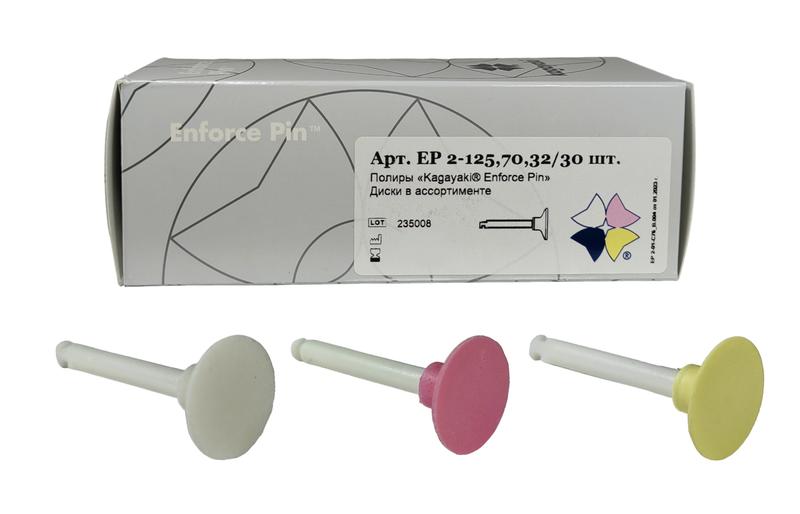 Enforce Pin™
Арт. EP 2-125,70,32/30 шт.
Полиры «Kagayaki® Enforce Pin»
Диски в ассортименте
LOT 235008
®